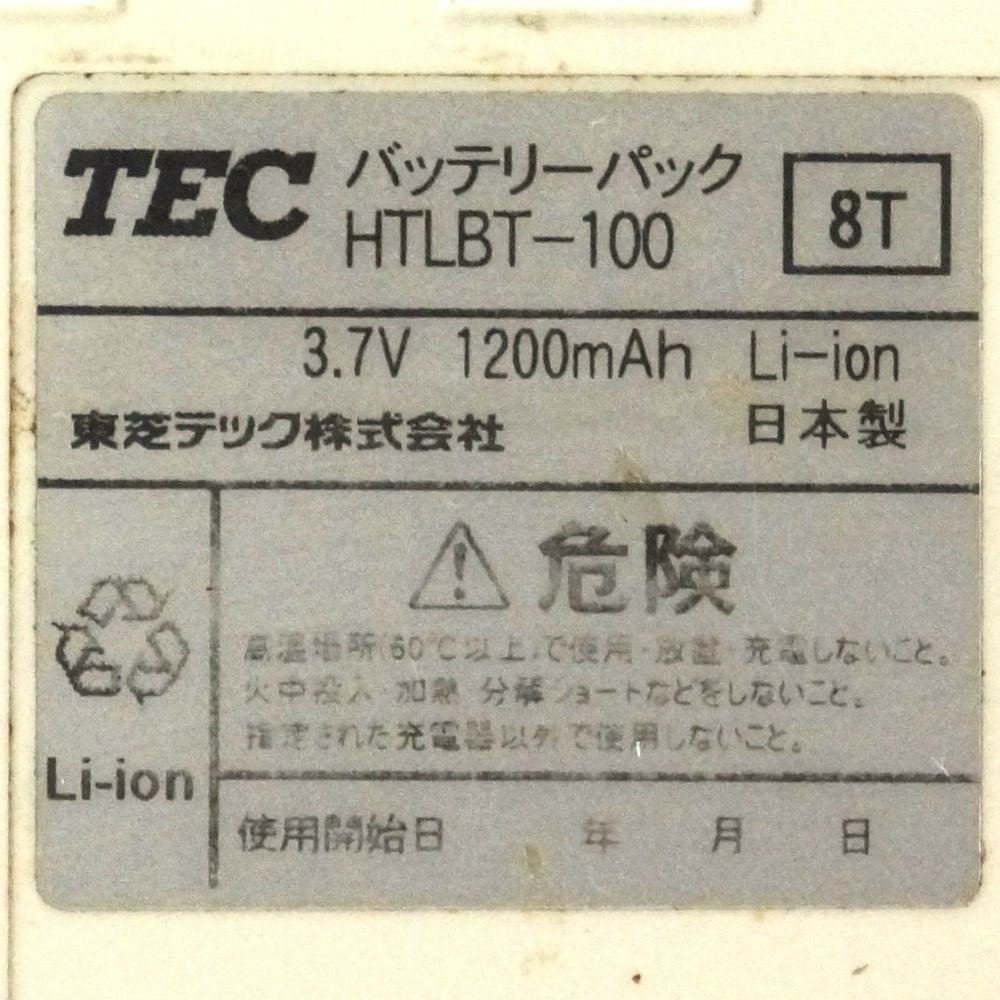 TEC バッテリーパック 8T
HTLBT-100
3.7V 1200mAh Li-ion
東芝テック株式会社 日本製
危険
高温場所(60℃以上)で使用・放置・充電しないこと。
火中投入・加熱・分解・ショートなどをしないこと。
指定された充電器以外で使用しないこと。
Li-ion
使用開始日 年 月 日